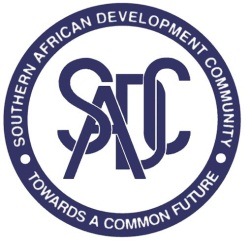 SOUTHERN AFRICAN DEVELOPMENT COMMUNITY
SADC
TOWARDS A COMMON FUTURE